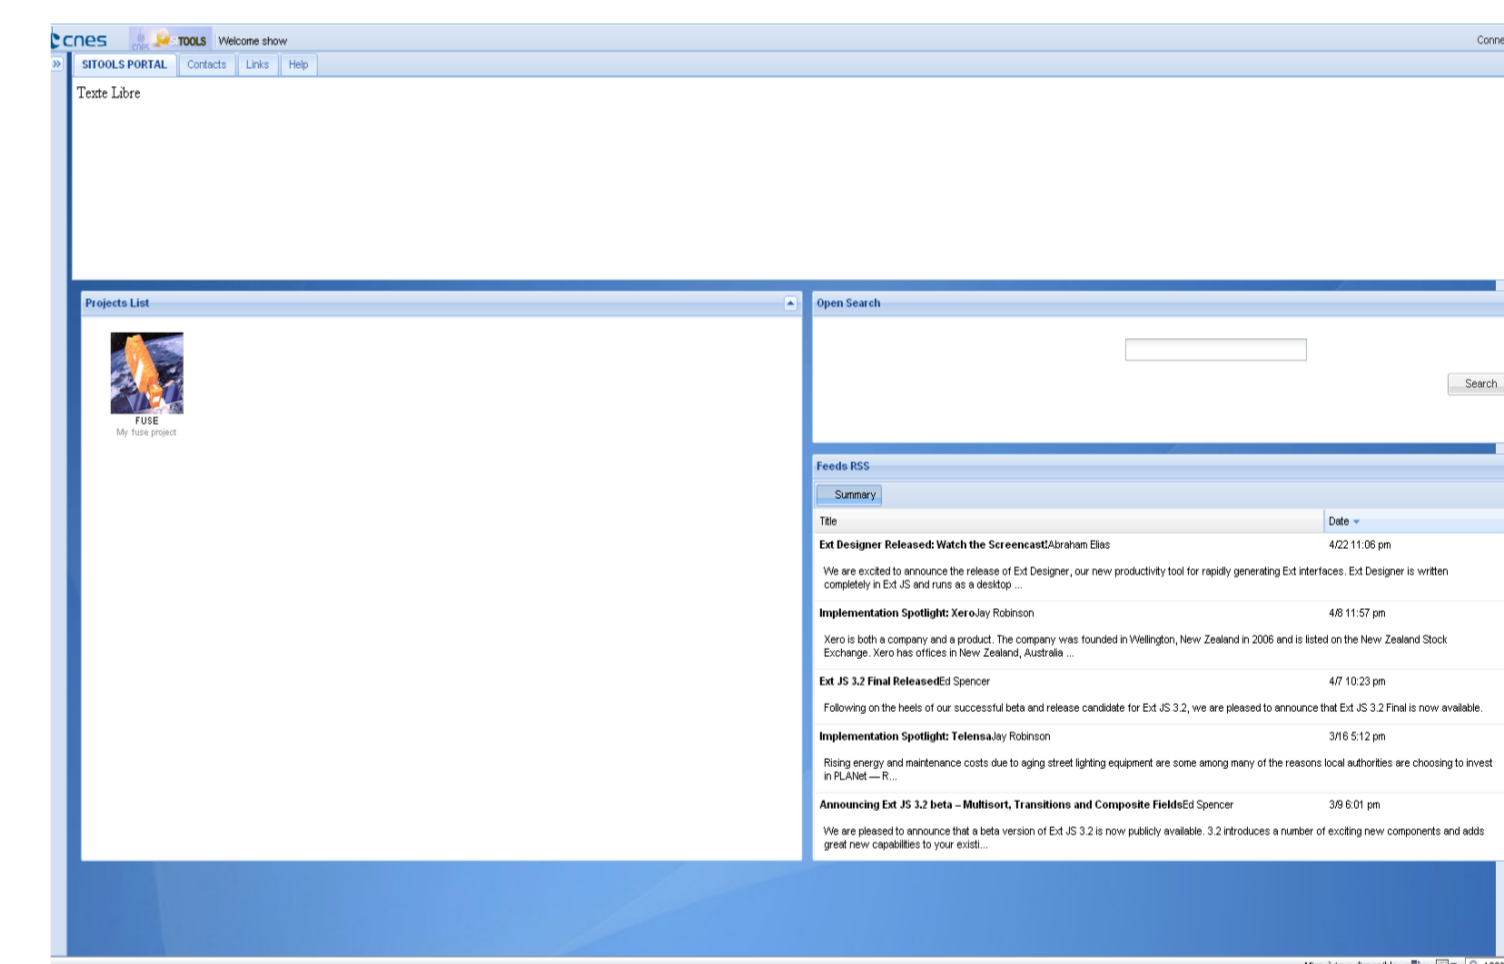 cnes
cnes TOOLS Welcome show
Conne
SITOOLS PORTAL Contacts Links Help
Texte Libre
Projects List
FUSE
My fuse project
Open Search
Search
Feeds RSS
Summary
Title Date
Ext Designer Released: Watch the Screencast!Abraham Elias 4/22 11:06 pm
We are excited to announce the release of Ext Designer, our new productivity tool for rapidly generating Ext interfaces. Ext Designer is written
completely in Ext JS and runs as a desktop ...
Implementation Spotlight: XeroJay Robinson 4/8 11:57 pm
Xero is both a company and a product. The company was founded in Wellington, New Zealand in 2006 and is listed on the New Zealand Stock
Exchange. Xero has offices in New Zealand, Australia ...
Ext JS 3.2 Final ReleasedEd Spencer 4/7 10:23 pm
Following on the heels of our successful beta and release candidate for Ext JS 3.2, we are pleased to announce that Ext JS 3.2 Final is now available.
Implementation Spotlight: TelensaJay Robinson 3/16 5:12 pm
Rising energy and maintenance costs due to aging street lighting equipment are some among many of the reasons local authorities are choosing to invest
in PLANet — R...
Announcing Ext JS 3.2 beta – Multisort, Transitions and Composite FieldsEd Spencer 3/9 6:01 pm
We are pleased to announce that a beta version of Ext JS 3.2 is now publicly available. 3.2 introduces a number of exciting new components and adds
great new capabilities to your existi...